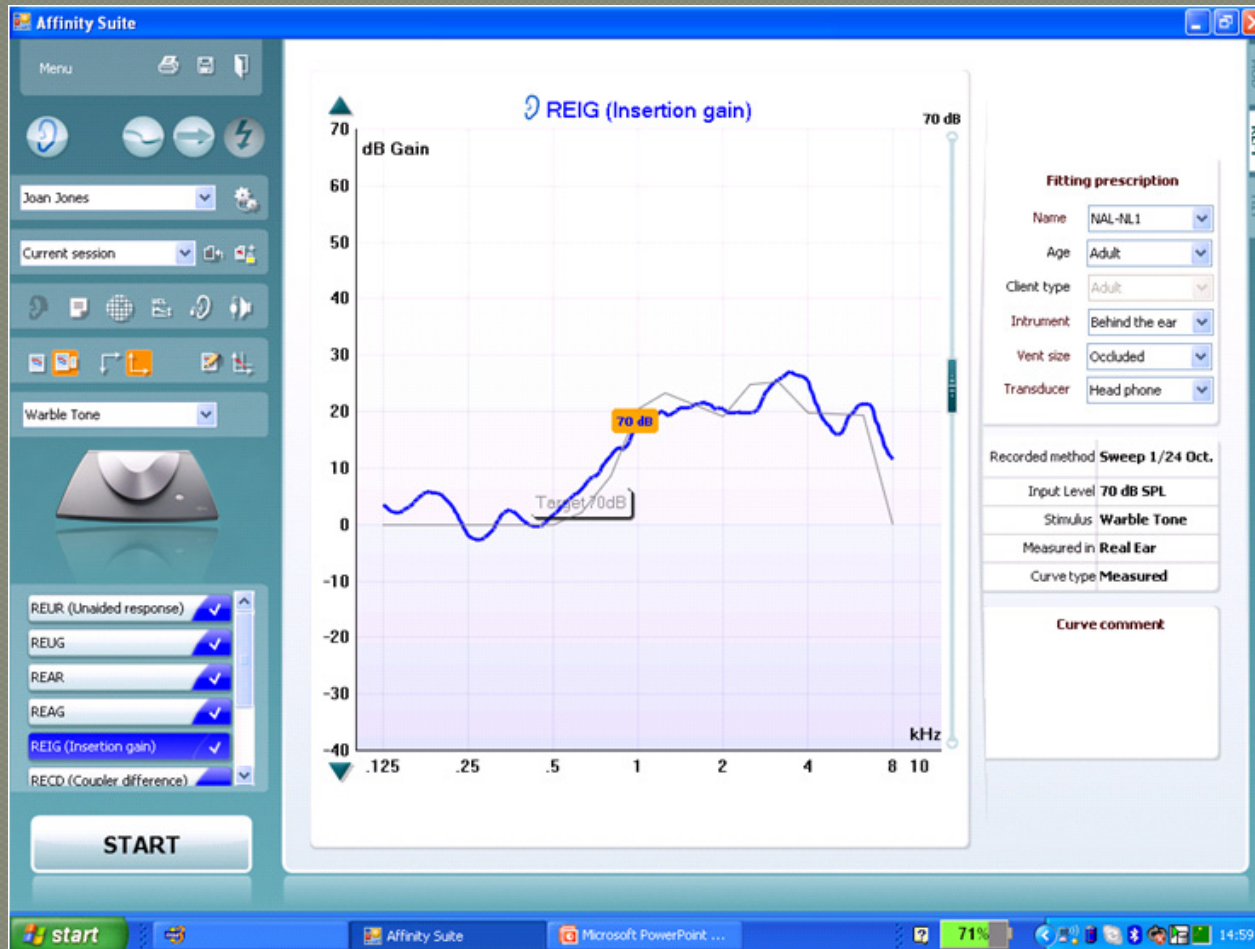 Affinity Suite
Menu
Joan Jones
Current session
Warble Tone
REUR (Unaided response)
REUG
REAR
REAG
REIG (Insertion gain)
RECD (Coupler difference)
START
REIG (Insertion gain)
70 dB
dB Gain
70
60
50
40
30
20
10
0
-10
-20
-30
-40
70 dB
Target 70dB
kHz
.125 .25 .5 1 2 4 8 10
Fitting prescription
Name NAL-NL1
Age Adult
Client type Adult
Intrument Behind the ear
Vent size Occluded
Transducer Head phone
Recorded method Sweep 1/24 Oct.
Input Level 70 dB SPL
Stimulus Warble Tone
Measured in Real Ear
Curve type Measured
Curve comment
start
Affinity Suite
Microsoft PowerPoint ...
71%
14:59